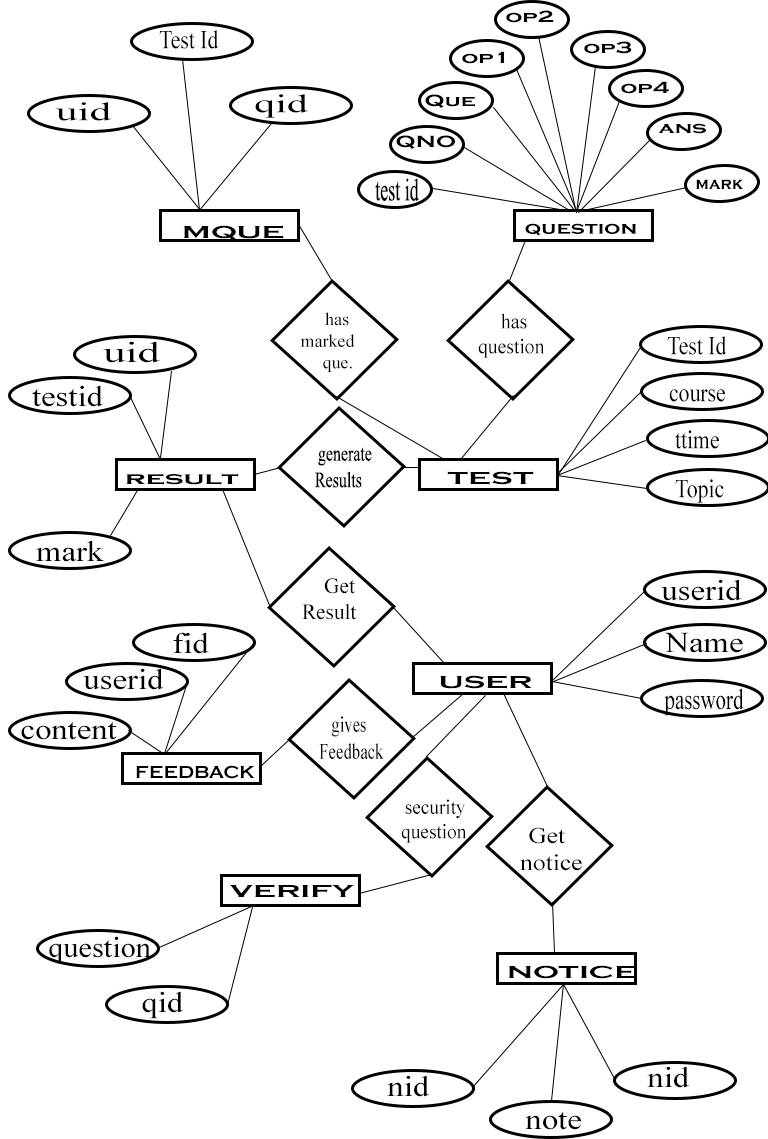 Test Id
uid
qid
MQUE
OP2
OP1
OP3
QUE
OP4
QNO
ANS
test id
MARK
QUESTION
has
marked
que.
has
question
uid
testid
RESULT
mark
generate
Results
TEST
Test Id
course
ttime
Topic
Get
Result
userid
Name
password
USER
fid
userid
content
FEEDBACK
gives
Feedback
security
question
Get
notice
VERIFY
question
qid
NOTICE
nid
note
nid